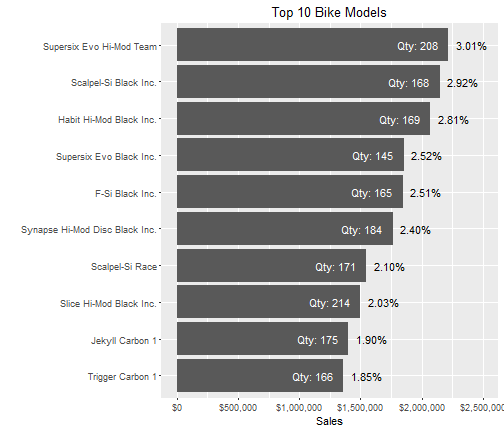 Top 10 Bike Models
Supersix Evo Hi-Mod Team Qty: 208 3.01%
Scalpel-Si Black Inc. Qty: 168 2.92%
Habit Hi-Mod Black Inc. Qty: 169 2.81%
Supersix Evo Black Inc. Qty: 145 2.52%
F-Si Black Inc. Qty: 165 2.51%
Synapse Hi-Mod Disc Black Inc. Qty: 184 2.40%
Scalpel-Si Race Qty: 171 2.10%
Slice Hi-Mod Black Inc. Qty: 214 2.03%
Jekyll Carbon 1 Qty: 175 1.90%
Trigger Carbon 1 Qty: 166 1.85%
$0 $500,000 $1,000,000 $1,500,000 $2,000,000 $2,500,00
Sales